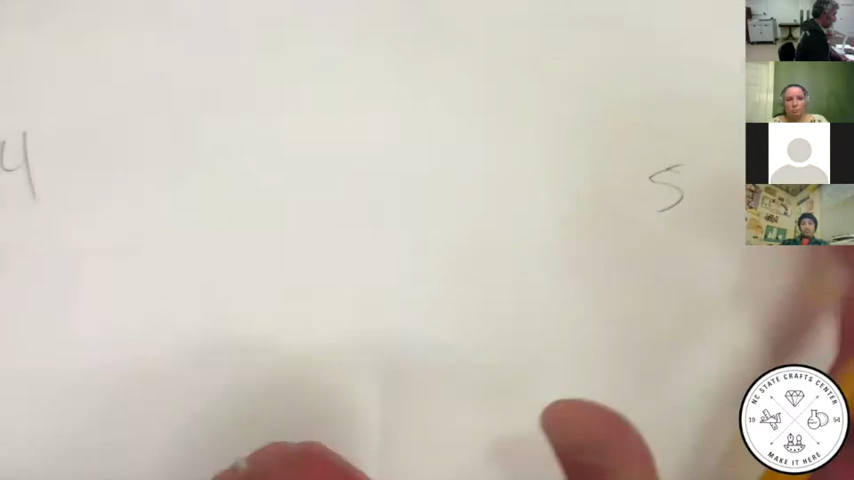 4
5
NC STATE CRAFTS CENTER
19 54
MAKE IT HERE